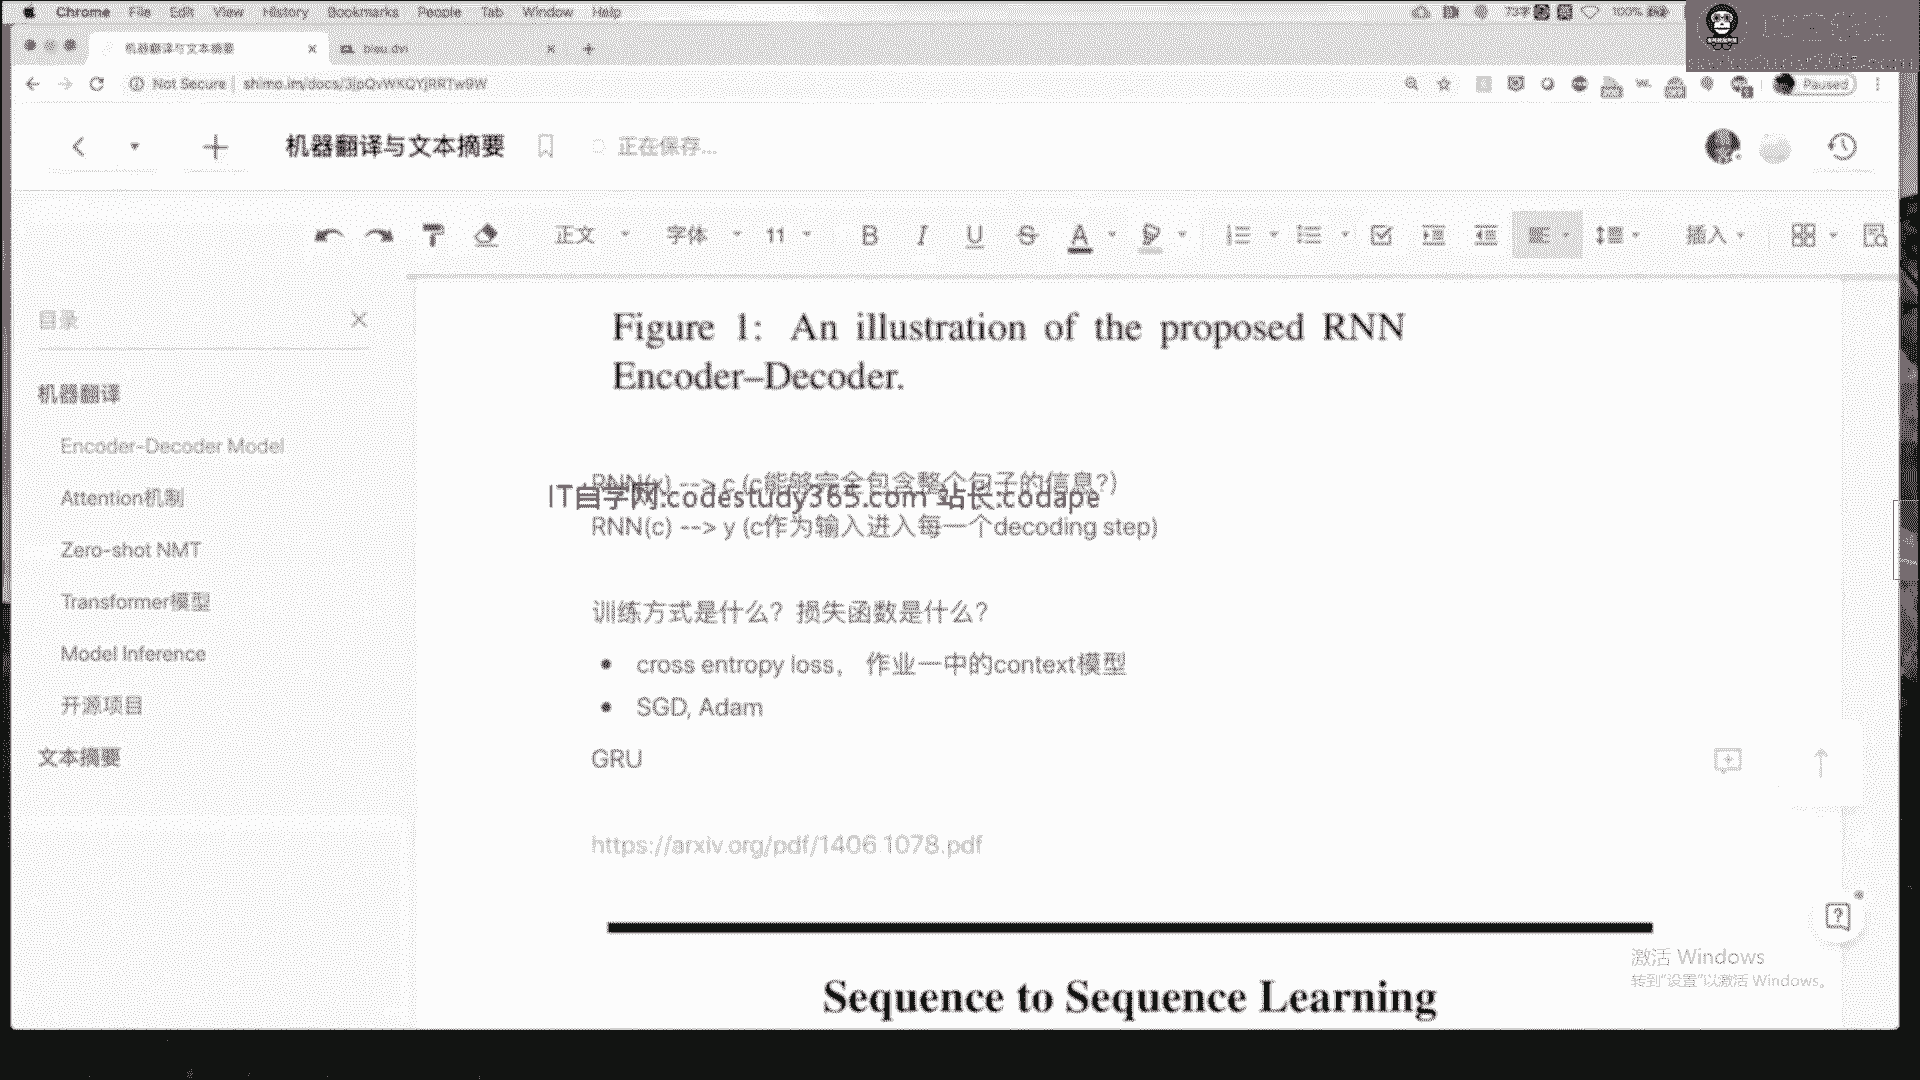 Chrome File Edit View History Bookmarks People Tab Window Help
100%
机器翻译与文本摘要
bleu.dvi
Not Secure shimo.im/docs/3jpQvWKQYjRRTw9W
Paused
机器翻译与文本摘要 正在保存...
正文 字体 11 B I U S A 插入
目录
机器翻译
Encoder-Decoder Model
Attention机制
Zero-shot NMT
Transformer模型
Model Inference
开源项目
文本摘要
Figure 1: An illustration of the proposed RNN
Encoder–Decoder.
RNN(x) --> c (c能够完全包含整个句子的信息?)
IT自学网:codestudy365.com 站长:codape
RNN(c) --> y (c作为输入进入每一个decoding step)
训练方式是什么? 损失函数是什么?
cross entropy loss, 作业一中的context模型
SGD, Adam
GRU
https://arxiv.org/pdf/1406.1078.pdf
Sequence to Sequence Learning
激活 Windows
转到"设置"以激活 Windows。